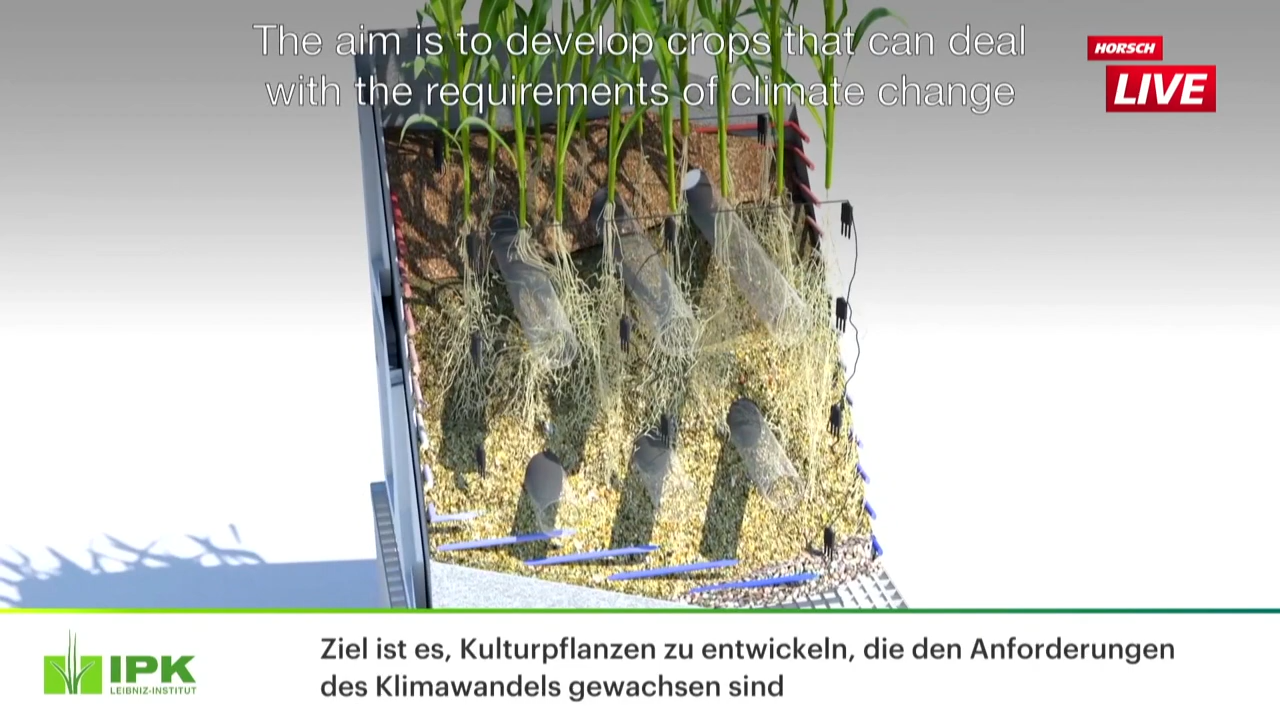 The aim is to develop crops that can deal
with the requirements of climate change
HORSCH
LIVE
IPK
LEIBNIZ-INSTITUT
Ziel ist es, Kulturpflanzen zu entwickeln, die den Anforderungen
des Klimawandels gewachsen sind